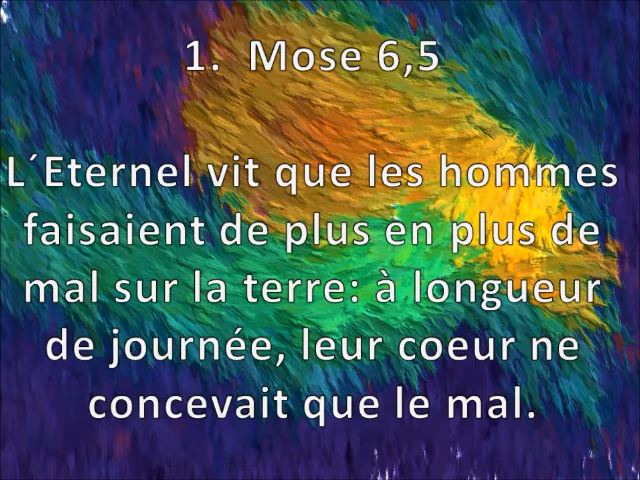 1. Mose 6,5
L´Eternel vit que les hommes
faisaient de plus en plus de
mal sur la terre: à longueur
de journée, leur coeur ne
concevait que le mal.